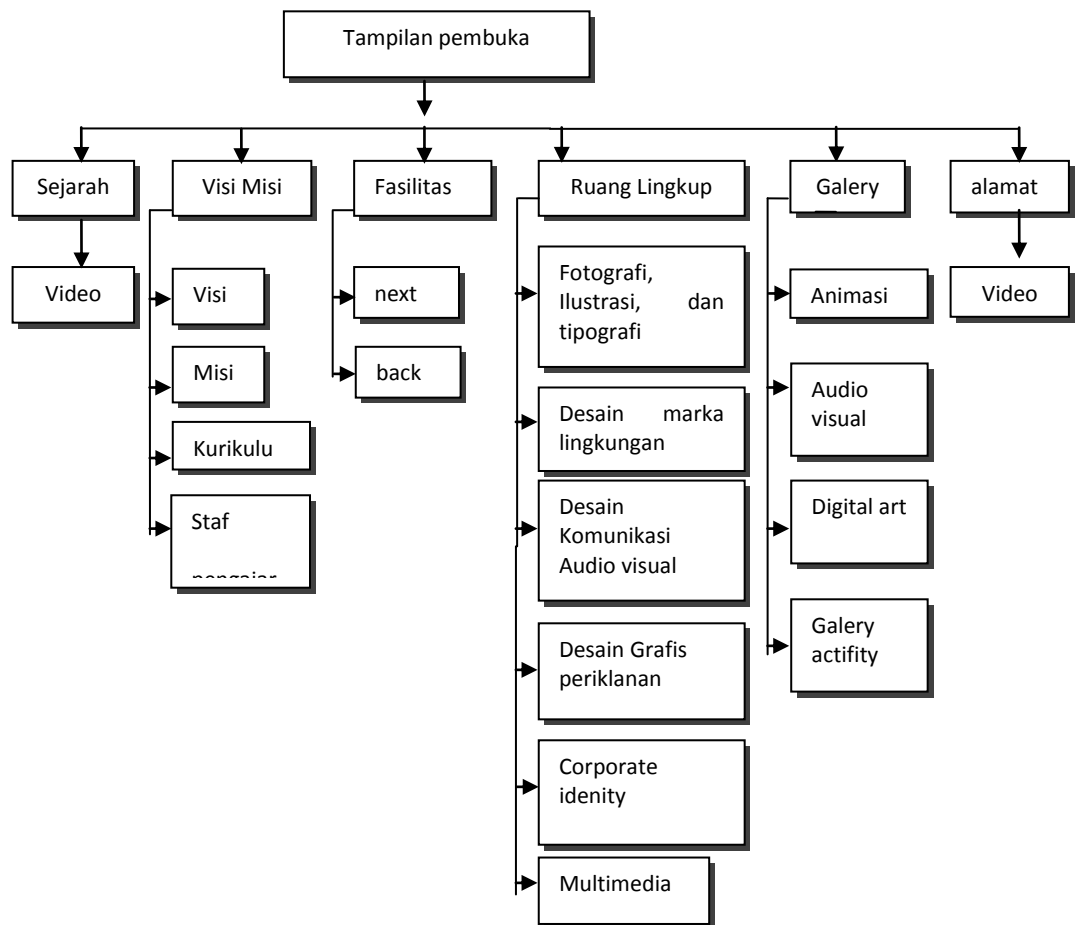 Tampilan pembuka
Sejarah
Visi Misi
Fasilitas
Ruang Lingkup
Galery
alamat
Video
Visi
Misi
Kurikulu
Staf
next
back
Fotografi,
Ilustrasi, dan
tipografi
Desain marka
lingkungan
Desain
Komunikasi
Audio visual
Desain Grafis
periklanan
Corporate
idenity
Multimedia
Animasi
Audio
visual
Digital art
Galery
actifity
Video